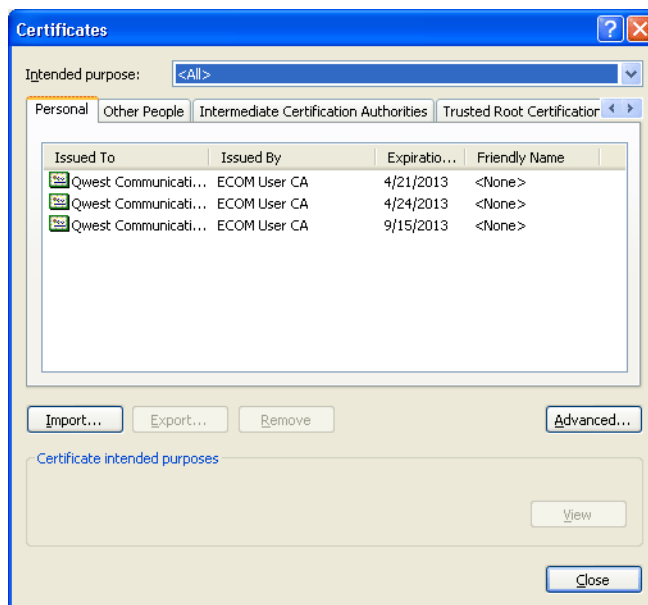 Certificates
Intended purpose: <All>
Personal Other People Intermediate Certification Authorities Trusted Root Certification
Issued To Issued By Expiratio... Friendly Name
Qwest Communicati... ECOM User CA 4/21/2013 <None>
Qwest Communicati... ECOM User CA 4/24/2013 <None>
Qwest Communicati... ECOM User CA 9/15/2013 <None>
Import... Export... Remove Advanced...
Certificate intended purposes
View
Close